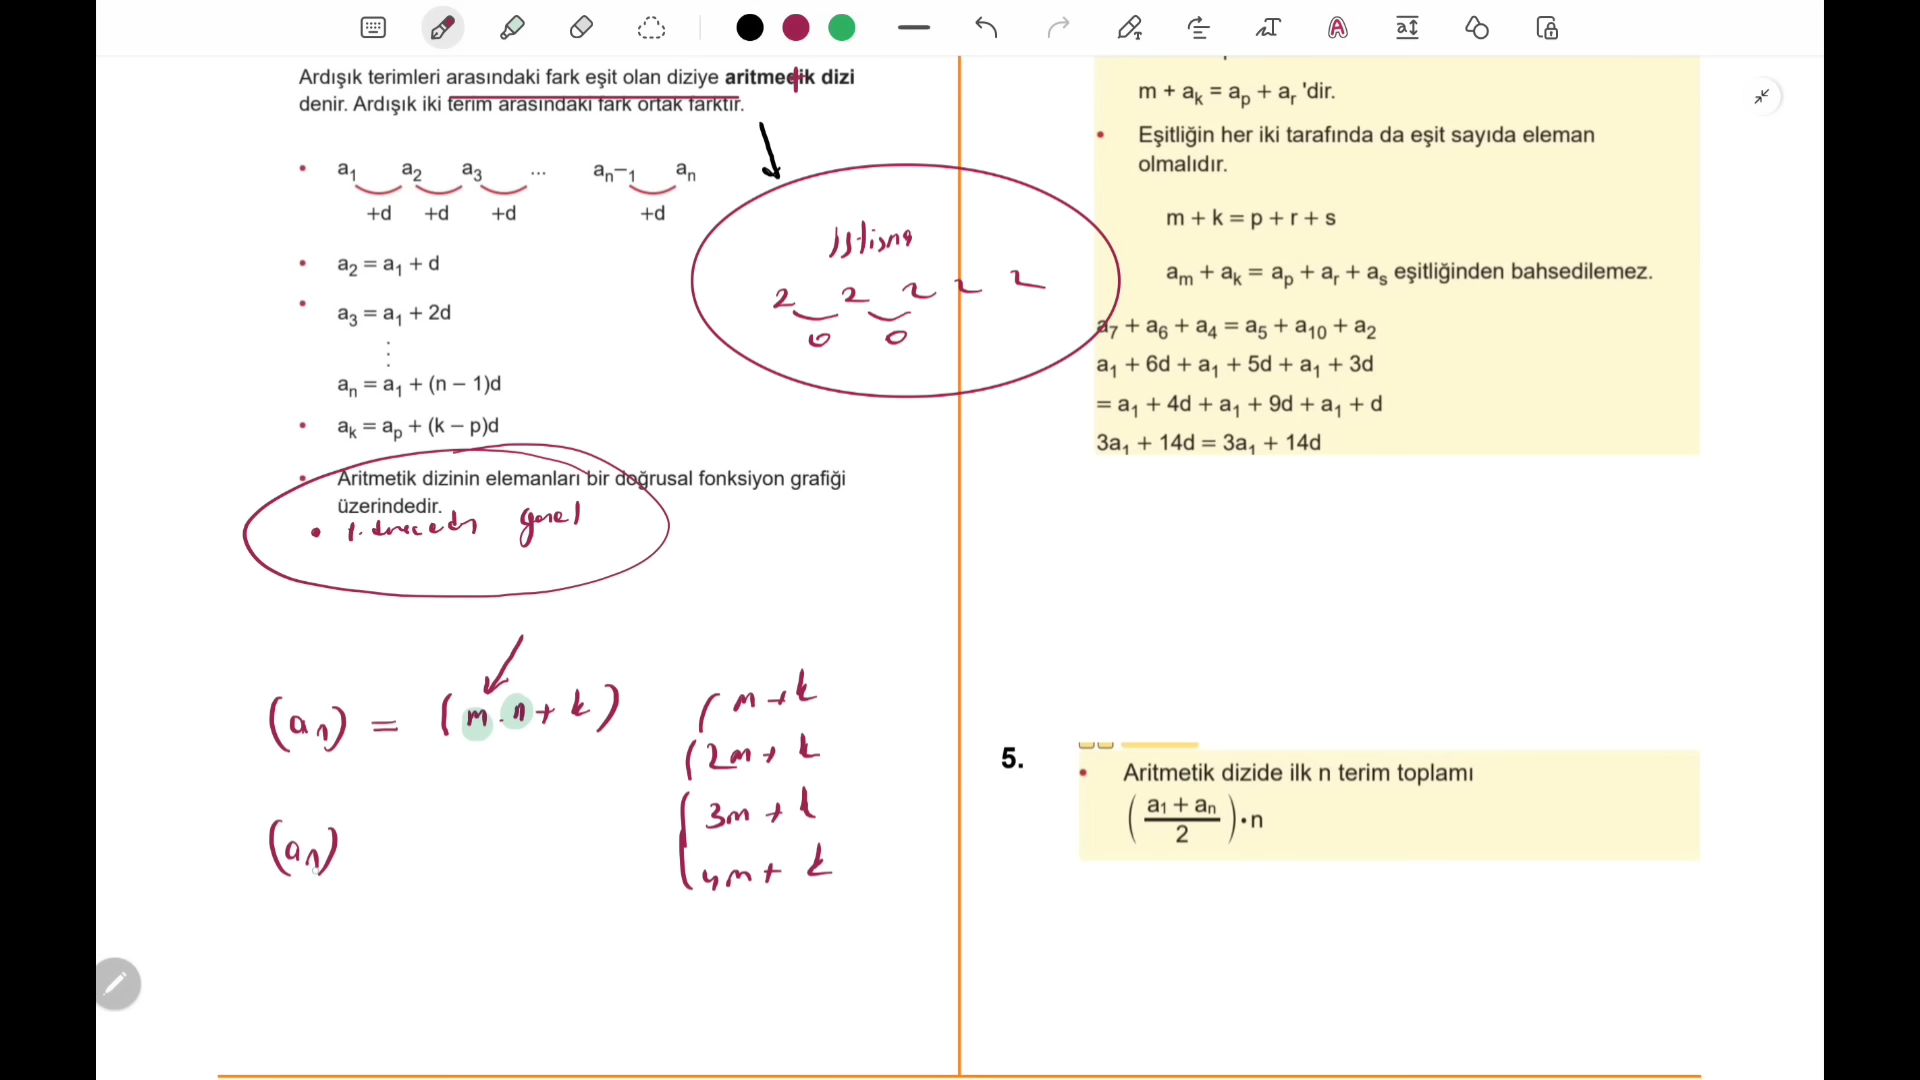 Ardışık terimleri arasındaki fark eşit olan diziye aritmedik dizi
denir. Ardışık iki terim arasındaki fark ortak farktır.
a₁ a₂ a₃ ... aₙ₋₁ aₙ
+d +d +d +d
İstisna
2 2 2 2 2
0 0
• a₂ = a₁ + d
• a₃ = a₁ + 2d
⋮
aₙ = a₁ + (n – 1)d
• aₖ = aₚ + (k – p)d
• Aritmetik dizinin elemanları bir doğrusal fonksiyon grafiği
üzerindedir.
• 1. dereceden genel
(aₙ) = (m.n + k)
m + k
2m + k
3m + k
4m + k
(aₙ)
m + aₖ = aₚ + aᵣ 'dir.
• Eşitliğin her iki tarafında da eşit sayıda eleman
olmalıdır.
m + k = p + r + s
aₘ + aₖ = aₚ + aᵣ + aₛ eşitliğinden bahsedilemez.
a₇ + a₆ + a₄ = a₅ + a₁₀ + a₂
a₁ + 6d + a₁ + 5d + a₁ + 3d
= a₁ + 4d + a₁ + 9d + a₁ + d
3a₁ + 14d = 3a₁ + 14d
5.
• Aritmetik dizide ilk n terim toplamı
((a₁ + aₙ)/2)•n